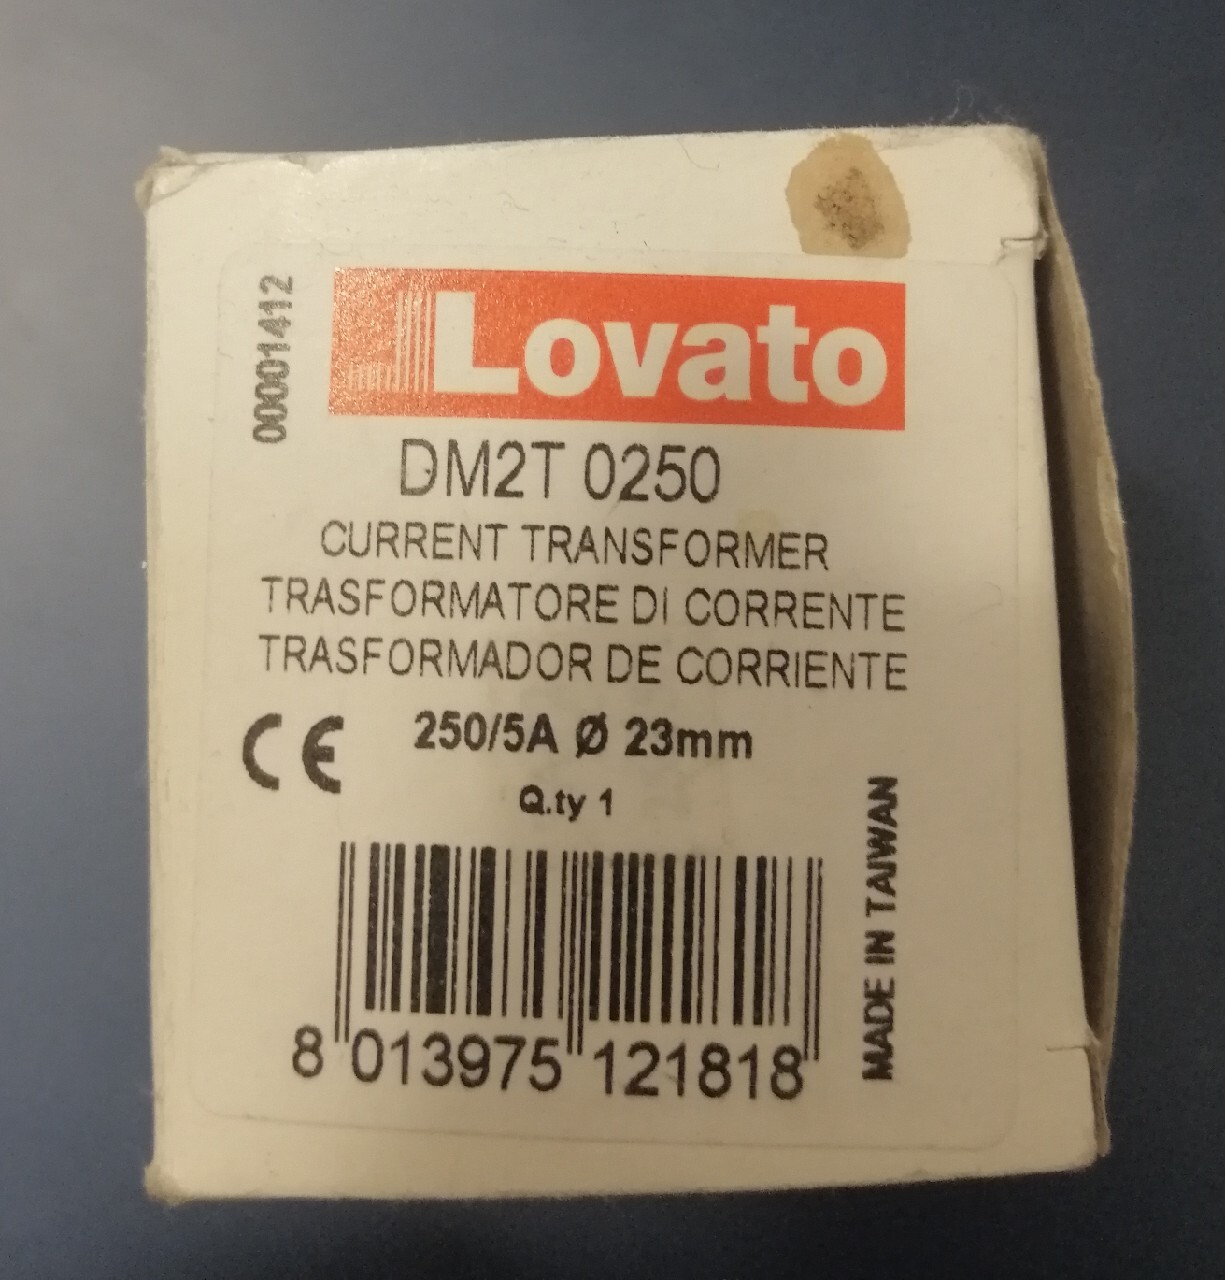 00001412
Lovato
DM2T 0250
CURRENT TRANSFORMER
TRASFORMATORE DI CORRENTE
TRASFORMADOR DE CORRIENTE
CE 250/5A Ø 23mm
Q.ty 1
MADE IN TAIWAN
8 013975 121818